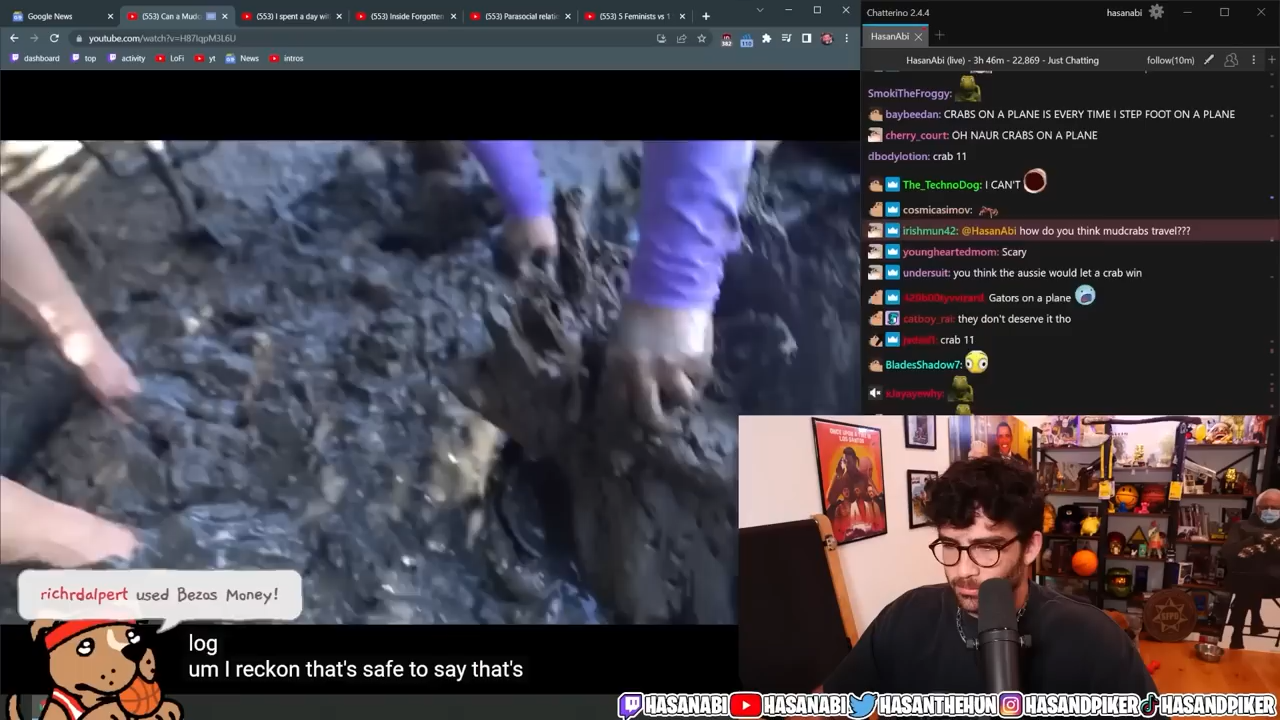 Google News
(553) Can a Mudc
(553) I spent a day wi
(553) Inside Forgotten
(553) Parasocial relatio
(553) 5 Feminists vs 1
youtube.com/watch?v=H87IqpM3L6U
dashboard
top
activity
LoFi
yt
News
intros
Chatterino 2.4.4
hasanabi
HasanAbi
HasanAbi (live) - 3h 46m - 22,869 - Just Chatting
follow(10m)
SmokiTheFroggy:
baybeedan: CRABS ON A PLANE IS EVERY TIME I STEP FOOT ON A PLANE
cherry_court: OH NAUR CRABS ON A PLANE
dbodylotion: crab 11
The_TechnoDog: I CAN'T
cosmicasimov:
irishmun42: @HasanAbi how do you think mudcrabs travel???
youngheartedmom: Scary
undersuit: you think the aussie would let a crab win
Gators on a plane
catboy_rai: they don't deserve it tho
crab 11
BladesShadow7:
richrdalpert used Bezos Money!
log
um I reckon that's safe to say that's
HASANABI
HASANABI
HASANTHEHUN
HASANDPIKER
HASANDPIKER